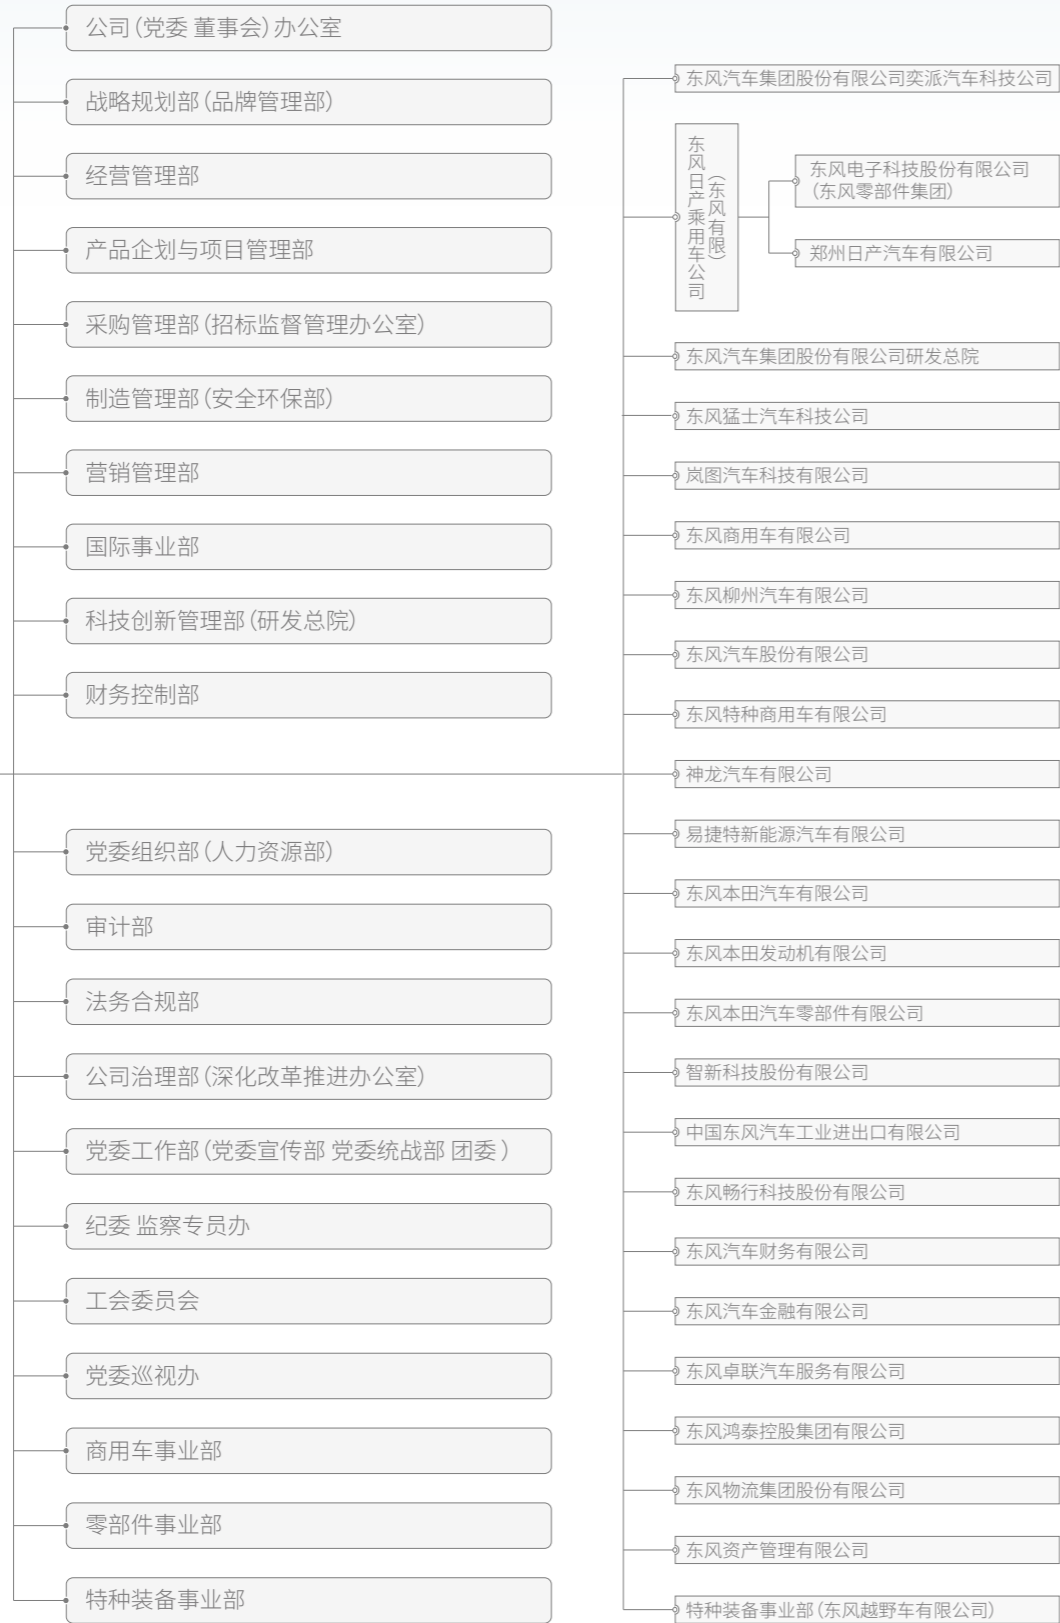 公司（党委 董事会）办公室
战略规划部（品牌管理部）
经营管理部
产品企划与项目管理部
采购管理部（招标监督管理办公室）
制造管理部（安全环保部）
营销管理部
国际事业部
科技创新管理部（研发总院）
财务控制部
党委组织部（人力资源部）
审计部
法务合规部
公司治理部（深化改革推进办公室）
党委工作部（党委宣传部 党委统战部 团委 ）
纪委 监察专员办
工会委员会
党委巡视办
商用车事业部
零部件事业部
特种装备事业部
东风汽车集团股份有限公司奕派汽车科技公司
东风日产乘用车公司
（东风有限）
东风电子科技股份有限公司
（东风零部件集团）
郑州日产汽车有限公司
东风汽车集团股份有限公司研发总院
东风猛士汽车科技公司
岚图汽车科技有限公司
东风商用车有限公司
东风柳州汽车有限公司
东风汽车股份有限公司
东风特种商用车有限公司
神龙汽车有限公司
易捷特新能源汽车有限公司
东风本田汽车有限公司
东风本田发动机有限公司
东风本田汽车零部件有限公司
智新科技股份有限公司
中国东风汽车工业进出口有限公司
东风畅行科技股份有限公司
东风汽车财务有限公司
东风汽车金融有限公司
东风卓联汽车服务有限公司
东风鸿泰控股集团有限公司
东风物流集团股份有限公司
东风资产管理有限公司
特种装备事业部（东风越野车有限公司）